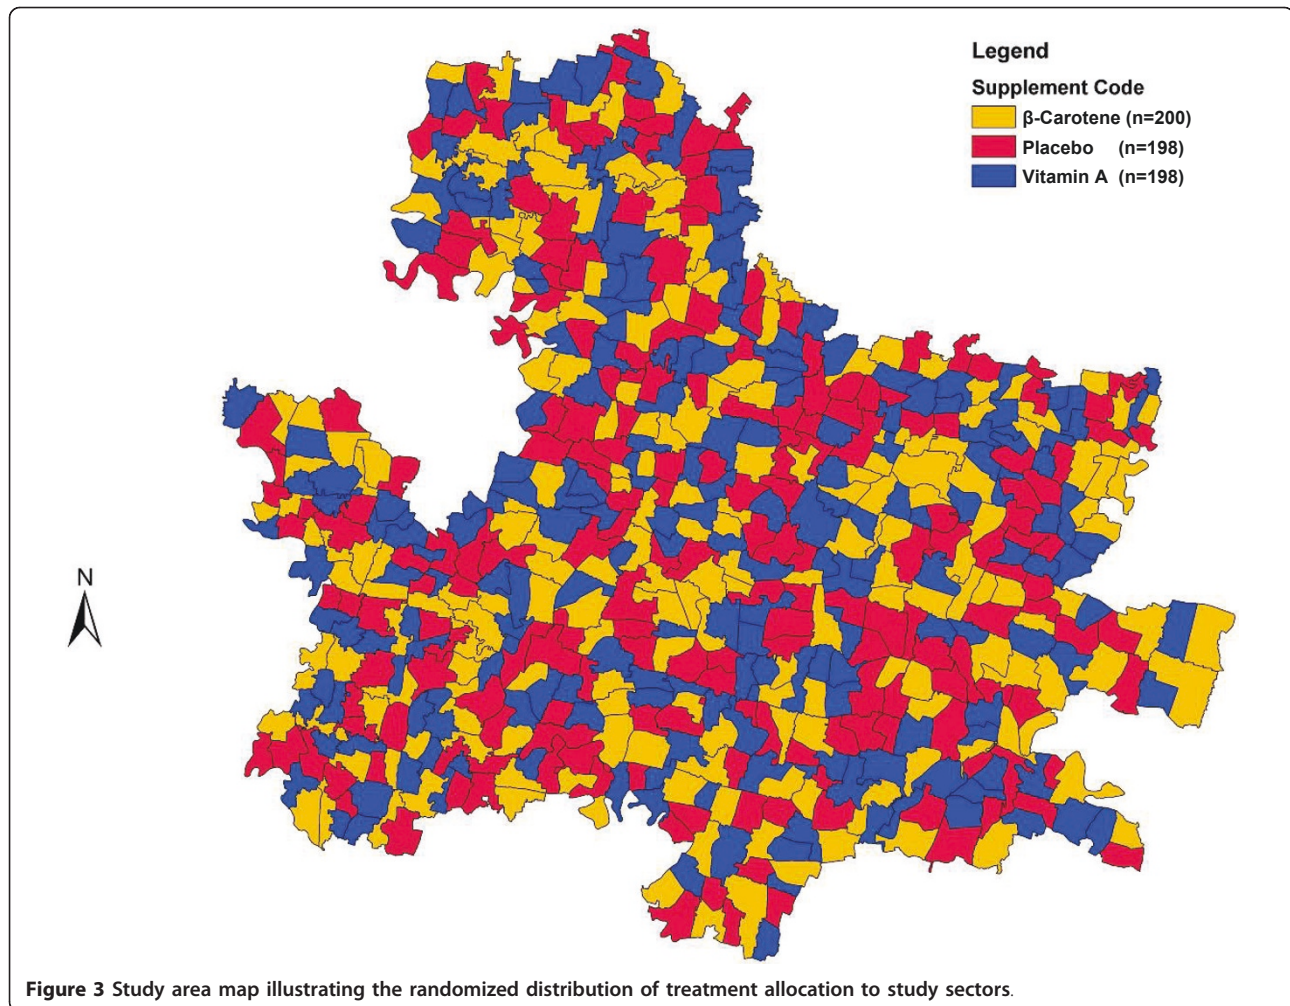 Legend
Supplement Code
β-Carotene (n=200)
Placebo (n=198)
Vitamin A (n=198)
N
Figure 3 Study area map illustrating the randomized distribution of treatment allocation to study sectors.